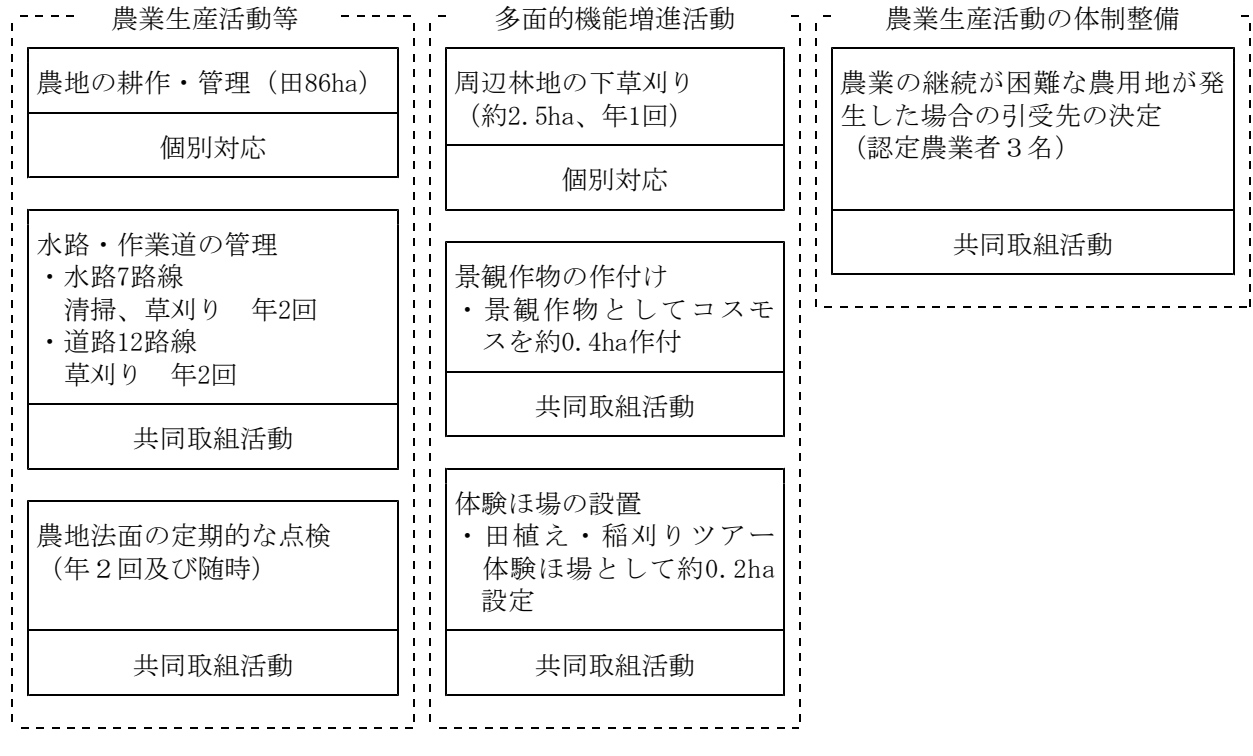 農業生産活動等
農地の耕作・管理（田86ha）
個別対応
水路・作業道の管理
・水路7路線
清掃、草刈り　年2回
・道路12路線
草刈り　年2回
共同取組活動
農地法面の定期的な点検
（年２回及び随時）
共同取組活動
多面的機能増進活動
周辺林地の下草刈り
（約2.5ha、年1回）
個別対応
景観作物の作付け
・景観作物としてコスモ
スを約0.4ha作付
共同取組活動
体験ほ場の設置
・田植え・稲刈りツアー
体験ほ場として約0.2ha
設定
共同取組活動
農業生産活動の体制整備
農業の継続が困難な農用地が発
生した場合の引受先の決定
（認定農業者３名）
共同取組活動